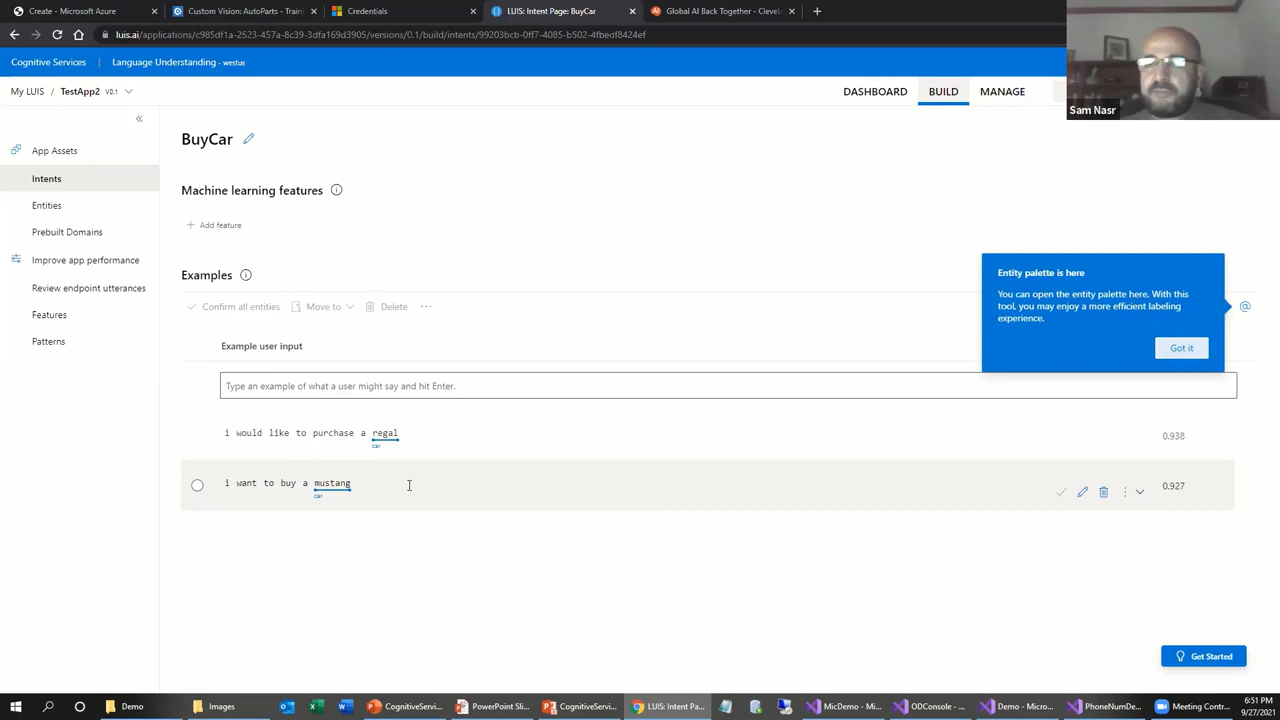 Create - Microsoft Azure
Custom Vision: AutoParts - Traini
Credentials
LUIS: Intent Page: BuyCar
Global AI Back Together - Clevela
luis.ai/applications/c985df1a-2523-457a-8c39-3dfa169d3905/versions/0.1/build/intents/99203bcb-0ff7-4085-b502-4fbedf8424ef
Cognitive Services
Language Understanding - westus
My LUIS / TestApp2 V0.1
DASHBOARD
BUILD
MANAGE
Sam Nasr
App Assets
Intents
Entities
Prebuilt Domains
Improve app performance
Review endpoint utterances
Features
Patterns
BuyCar
Machine learning features
+ Add feature
Examples
Confirm all entities
Move to
Delete
...
Entity palette is here
You can open the entity palette here. With this
tool, you may enjoy a more efficient labeling
experience.
Got it
@
Example user input
Type an example of what a user might say and hit Enter.
i would like to purchase a regal
car
0.938
i want to buy a mustang
car
0.927
Get Started
Demo
Images
CognitiveServi...
PowerPoint Sli...
CognitiveServi...
LUIS: Intent Pa...
MicDemo - Mi...
ODConsole - ...
Demo - Micros...
PhoneNumDe...
Meeting Contr...
6:51 PM
9/27/2021